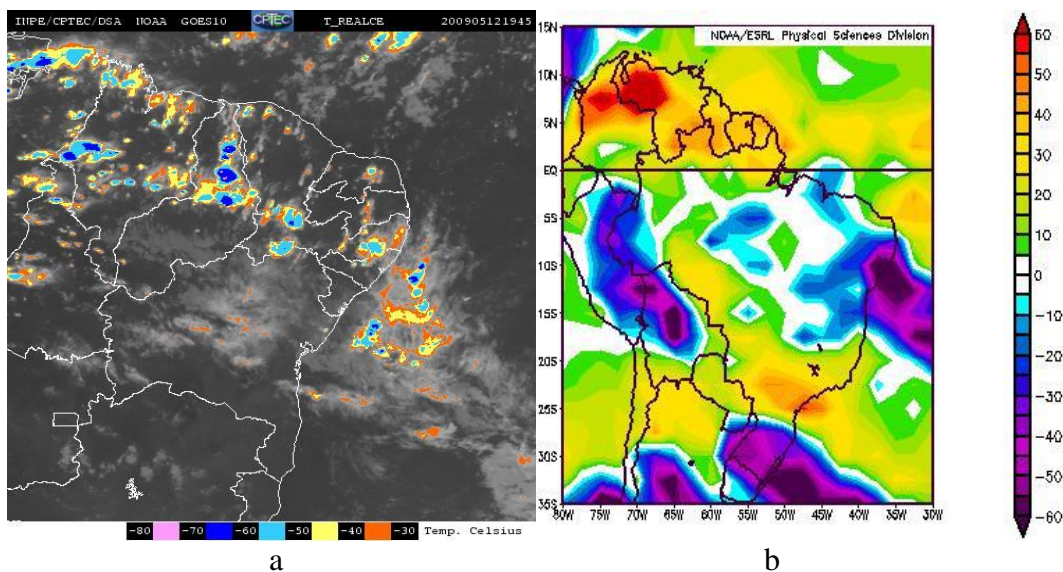 INPE/CPTEC/DSA NOAA GOES10 CPTEC T_REALCE 200905121945
-80 -70 -60 -50 -40 -30 Temp. Celsius
a
NOAA/ESRL Physical Sciences Division
15N
10N
5N
EQ
5S
10S
15S
20S
25S
30S
35S
80W 75W 70W 65W 60W 55W 50W 45W 40W 35W 30W
b
60
50
40
30
20
10
0
-10
-20
-30
-40
-50
-60